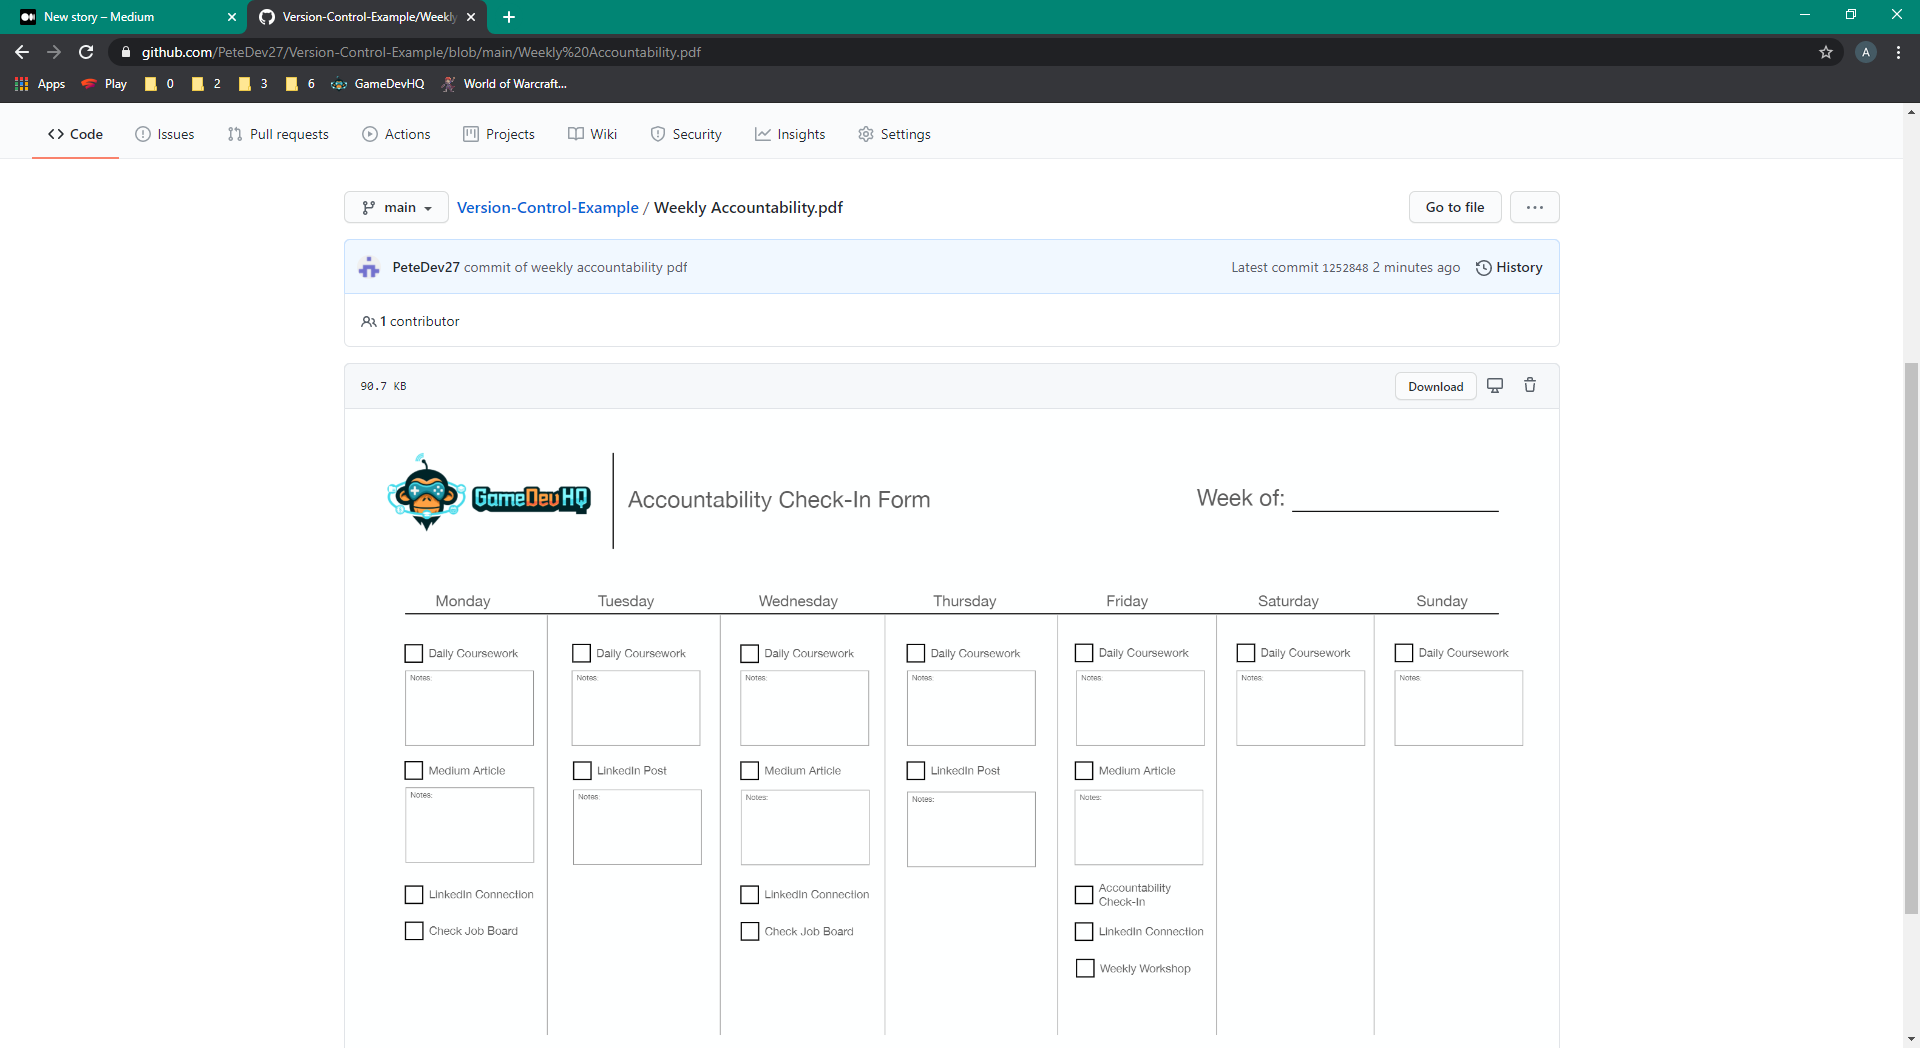 New story – Medium
Version-Control-Example/Weekly
github.com/PeteDev27/Version-Control-Example/blob/main/Weekly%20Accountability.pdf
A
Apps Play 0 2 3 6 GameDevHQ World of Warcraft...
Code Issues Pull requests Actions Projects Wiki Security Insights Settings
main Version-Control-Example / Weekly Accountability.pdf Go to file ...
PeteDev27 commit of weekly accountability pdf Latest commit 1252848 2 minutes ago History
1 contributor
90.7 KB Download
GameDevHQ Accountability Check-In Form Week of:
Monday Tuesday Wednesday Thursday Friday Saturday Sunday
Daily Coursework Daily Coursework Daily Coursework Daily Coursework Daily Coursework Daily Coursework Daily Coursework
Notes: Notes: Notes: Notes: Notes: Notes: Notes:
Medium Article LinkedIn Post Medium Article LinkedIn Post Medium Article
Notes: Notes: Notes: Notes: Notes:
LinkedIn Connection LinkedIn Connection Accountability
Check-In
Check Job Board Check Job Board LinkedIn Connection
Weekly Workshop